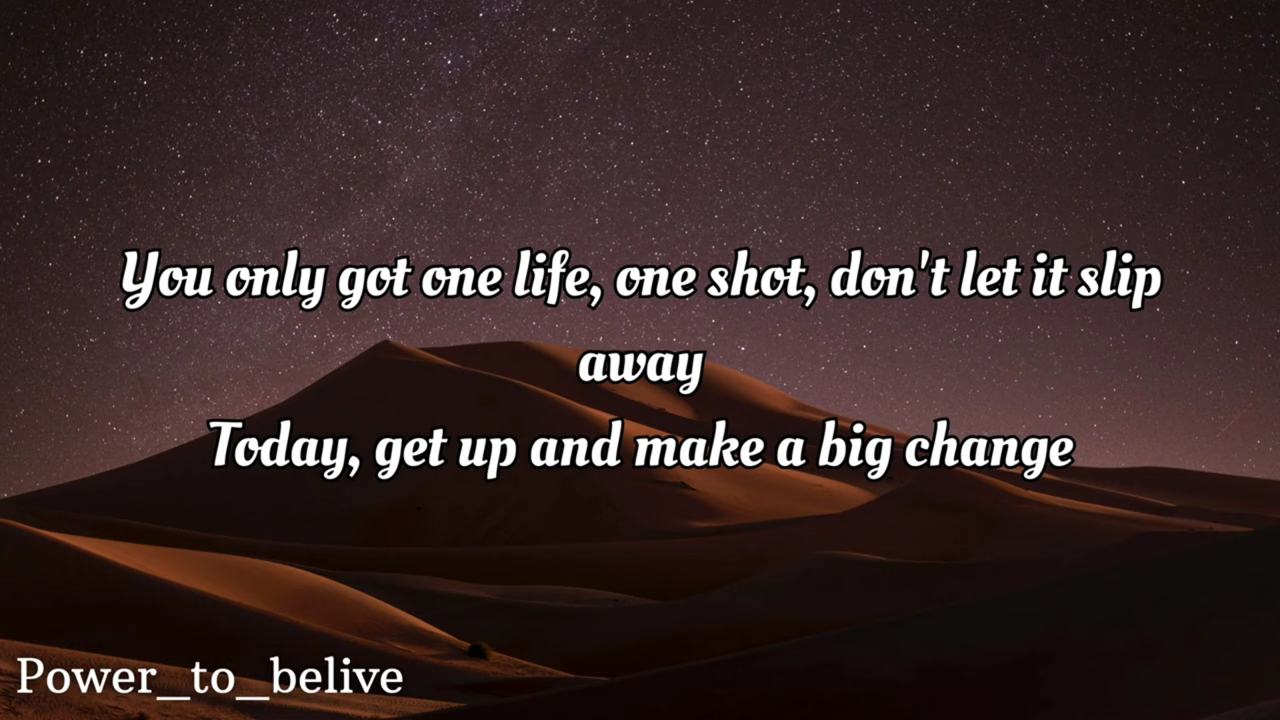 You only got one life, one shot, don't let it slip
away
Today, get up and make a big change
Power_to_belive